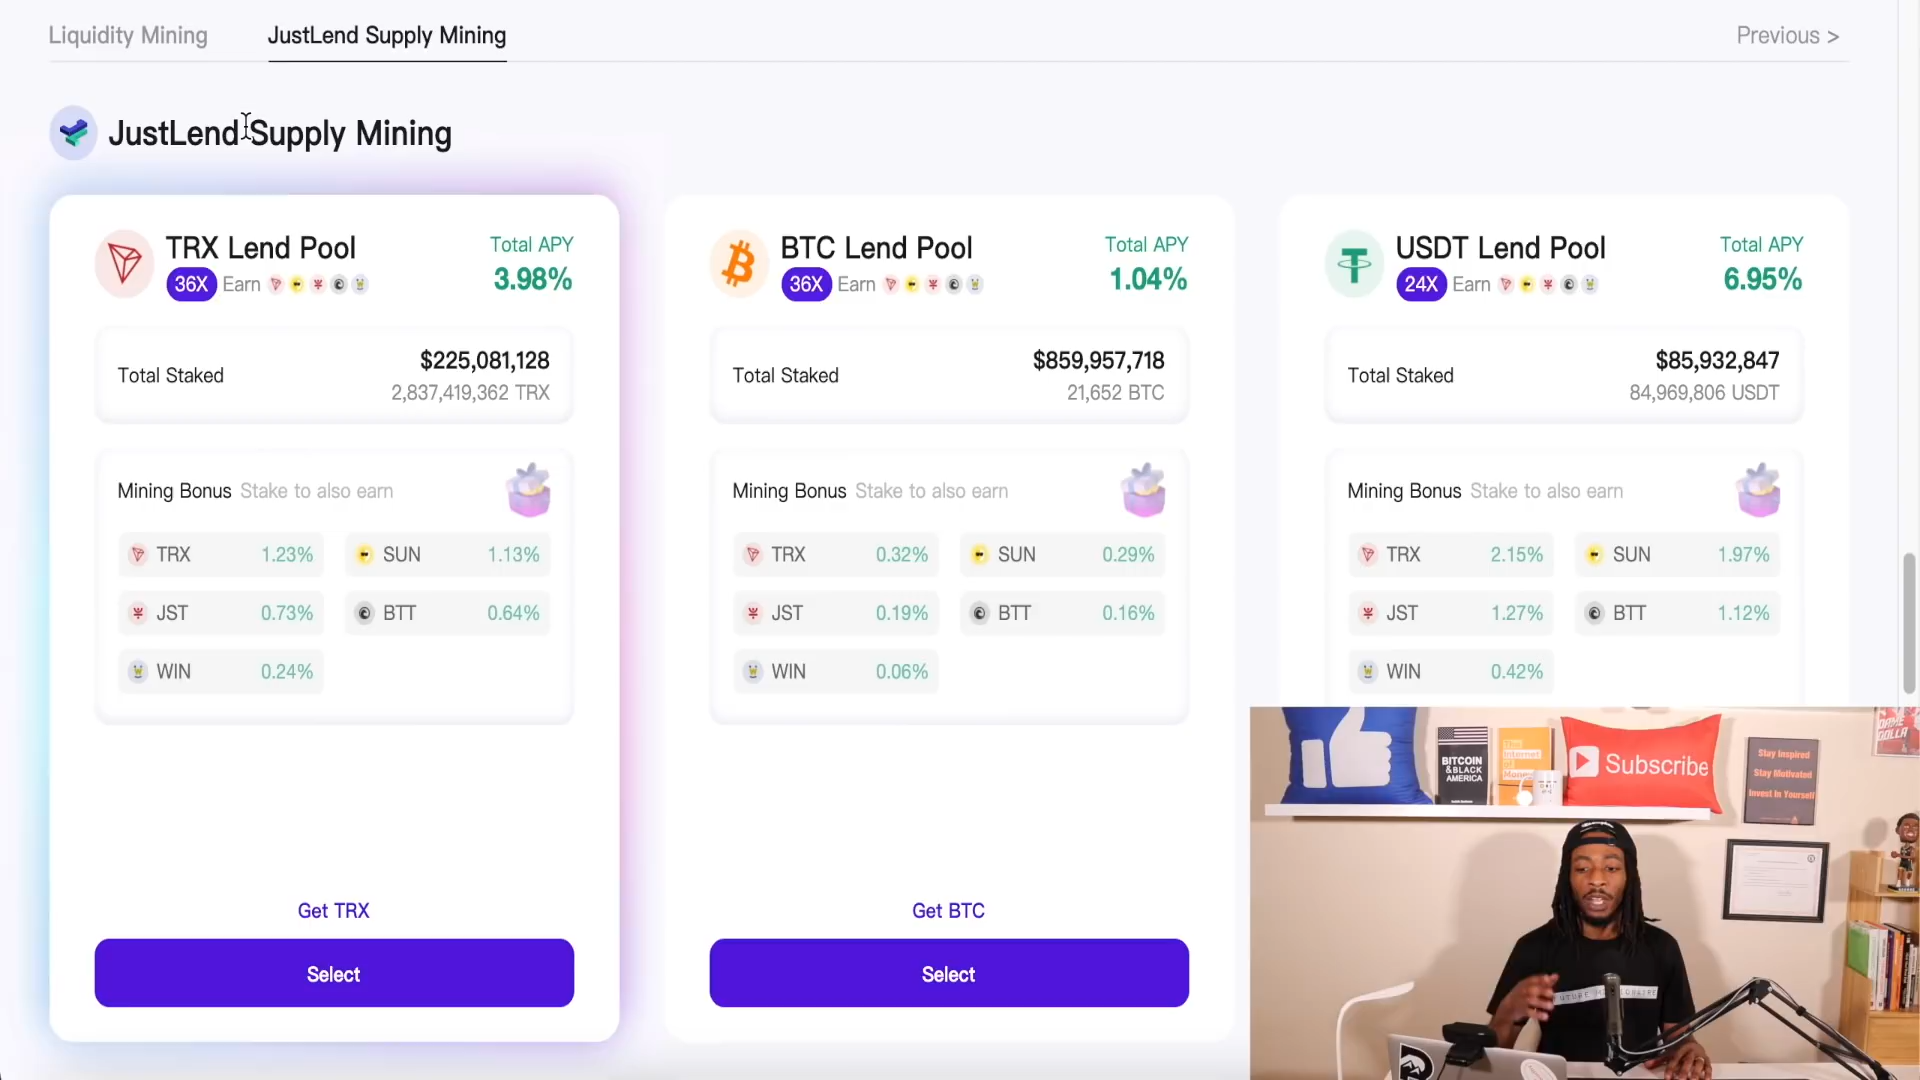 Liquidity Mining
JustLend Supply Mining
Previous >
JustLend Supply Mining
TRX Lend Pool
36X Earn
Total APY
3.98%
Total Staked
$225,081,128
2,837,419,362 TRX
Mining Bonus Stake to also earn
TRX 1.23%
SUN 1.13%
JST 0.73%
BTT 0.64%
WIN 0.24%
Get TRX
Select
BTC Lend Pool
36X Earn
Total APY
1.04%
Total Staked
$859,957,718
21,652 BTC
Mining Bonus Stake to also earn
TRX 0.32%
SUN 0.29%
JST 0.19%
BTT 0.16%
WIN 0.06%
Get BTC
Select
USDT Lend Pool
24X Earn
Total APY
6.95%
Total Staked
$85,932,847
84,969,806 USDT
Mining Bonus Stake to also earn
TRX 2.15%
SUN 1.97%
JST 1.27%
BTT 1.12%
WIN 0.42%
BITCOIN
& BLACK
AMERICA
The
Internet
of
Money
Subscribe
Stay Inspired
Stay Motivated
Invest In Yourself
DAME
DOLLA